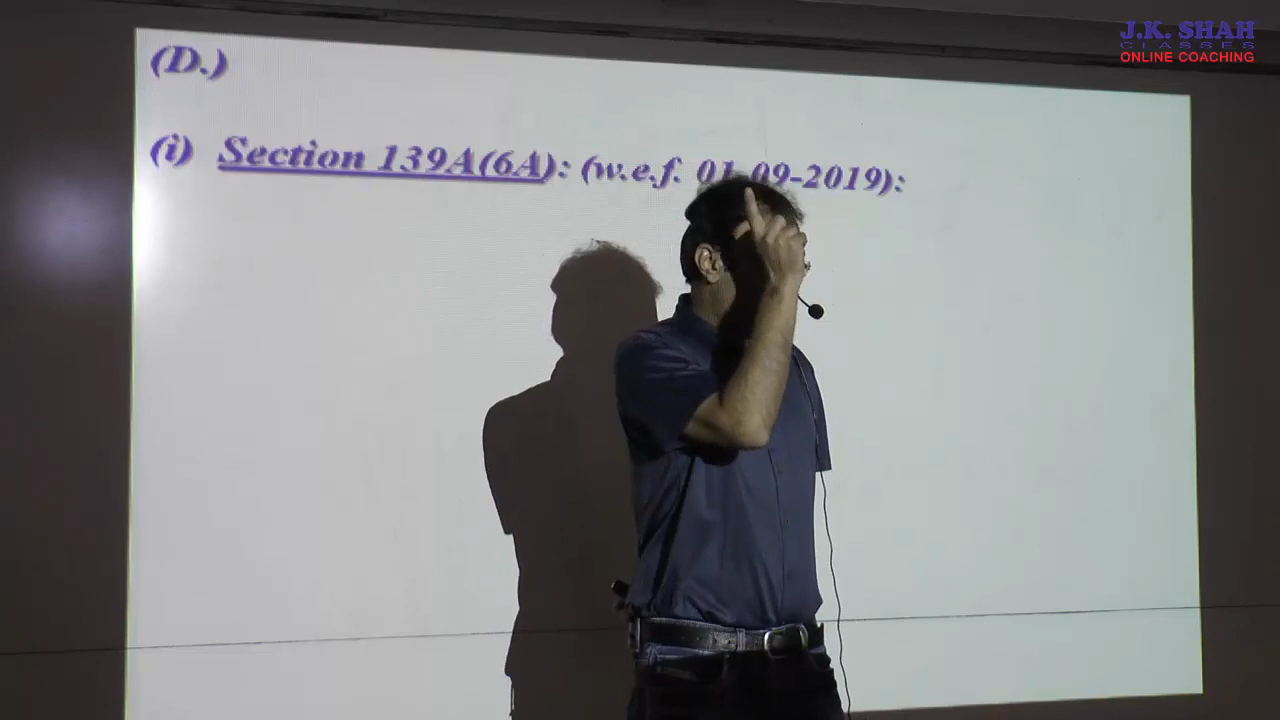 J.K. SHAH
CLASSES
ONLINE COACHING
(D.)
(i) Section 139A(6A): (w.e.f. 01-09-2019):